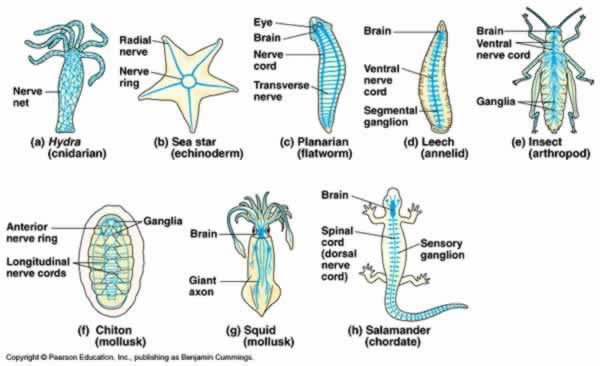 Nerve
net
(a) Hydra
(cnidarian)
Radial
nerve
Nerve
ring
(b) Sea star
(echinoderm)
Eye
Brain
Nerve
cord
Transverse
nerve
(c) Planarian
(flatworm)
Brain
Ventral
nerve
cord
Segmental
ganglion
(d) Leech
(annelid)
Brain
Ventral
nerve cord
Ganglia
(e) Insect
(arthropod)
Anterior
nerve ring
Ganglia
Longitudinal
nerve cords
(f) Chiton
(mollusk)
Brain
Giant
axon
(g) Squid
(mollusk)
Brain
Spinal
cord
(dorsal
nerve
cord)
Sensory
ganglion
(h) Salamander
(chordate)
Copyright © Pearson Education, Inc., publishing as Benjamin Cummings.